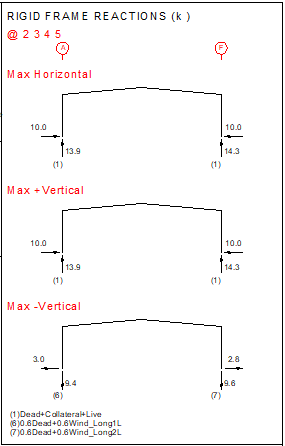 RIGID FRAME REACTIONS (k )
@ 2 3 4 5
A F
Max Horizontal
10.0 10.0
13.9 14.3
(1) (1)
Max +Vertical
10.0 10.0
13.9 14.3
(1) (1)
Max -Vertical
3.0 2.8
9.4 9.6
(6) (7)
(1)Dead+Collateral+Live
(6)0.6Dead+0.6Wind_Long1L
(7)0.6Dead+0.6Wind_Long2L